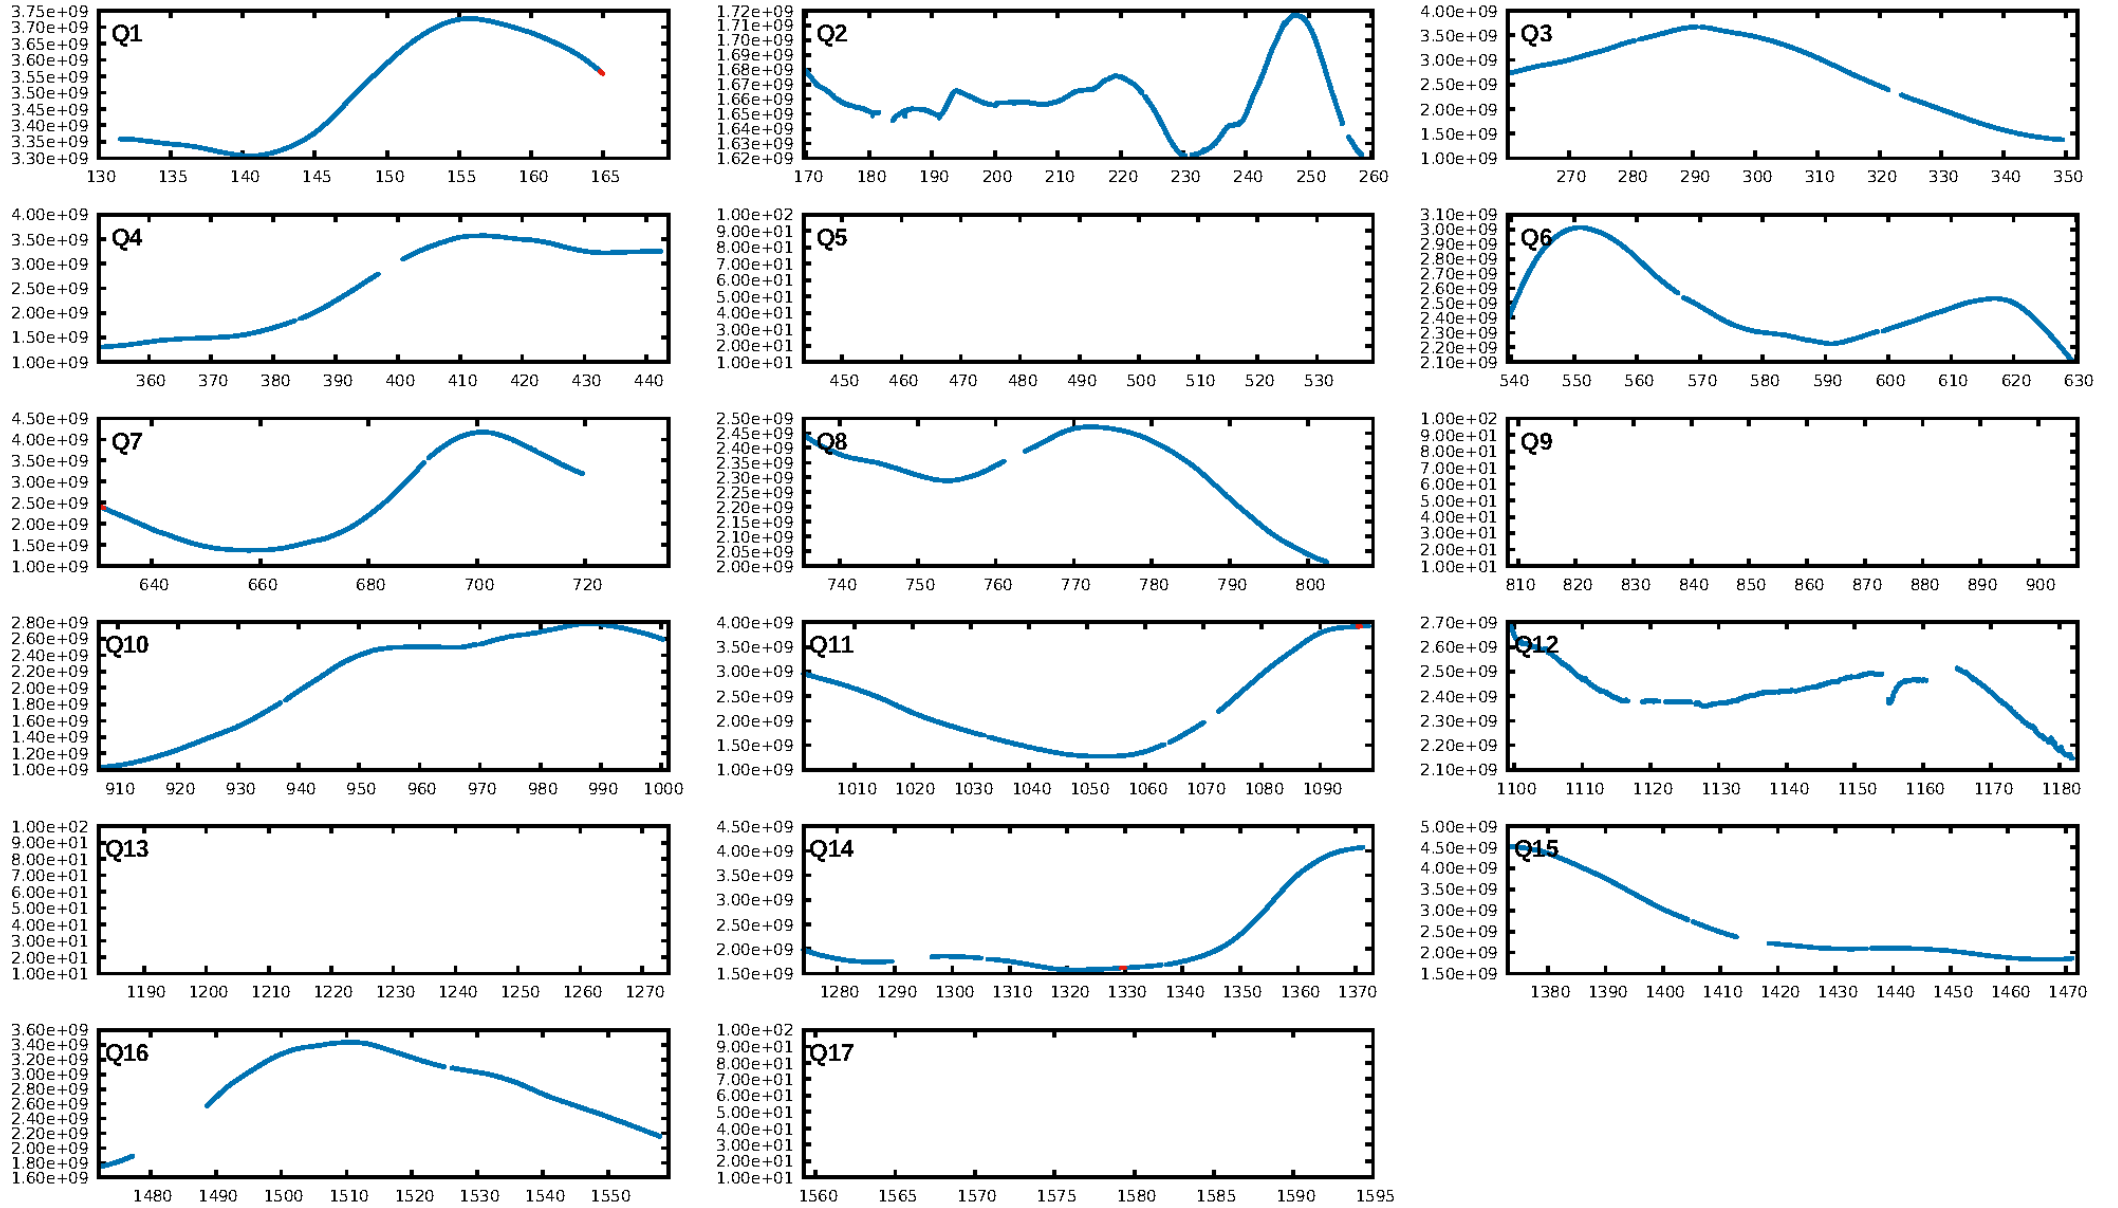 Q1
3.75e+09
3.70e+09
3.65e+09
3.60e+09
3.55e+09
3.50e+09
3.45e+09
3.40e+09
3.35e+09
3.30e+09
130 135 140 145 150 155 160 165
Q2
1.72e+09
1.71e+09
1.70e+09
1.69e+09
1.68e+09
1.67e+09
1.66e+09
1.65e+09
1.64e+09
1.63e+09
1.62e+09
170 180 190 200 210 220 230 240 250 260
Q3
4.00e+09
3.50e+09
3.00e+09
2.50e+09
2.00e+09
1.50e+09
1.00e+09
270 280 290 300 310 320 330 340 350
Q4
4.00e+09
3.50e+09
3.00e+09
2.50e+09
2.00e+09
1.50e+09
1.00e+09
360 370 380 390 400 410 420 430 440
Q5
1.00e+02
9.00e+01
8.00e+01
7.00e+01
6.00e+01
5.00e+01
4.00e+01
3.00e+01
2.00e+01
1.00e+01
450 460 470 480 490 500 510 520 530
Q6
3.10e+09
3.00e+09
2.90e+09
2.80e+09
2.70e+09
2.60e+09
2.50e+09
2.40e+09
2.30e+09
2.20e+09
2.10e+09
540 550 560 570 580 590 600 610 620 630
Q7
4.50e+09
4.00e+09
3.50e+09
3.00e+09
2.50e+09
2.00e+09
1.50e+09
1.00e+09
640 660 680 700 720
Q8
2.50e+09
2.45e+09
2.40e+09
2.35e+09
2.30e+09
2.25e+09
2.20e+09
2.15e+09
2.10e+09
2.05e+09
2.00e+09
740 750 760 770 780 790 800
Q9
1.00e+02
9.00e+01
8.00e+01
7.00e+01
6.00e+01
5.00e+01
4.00e+01
3.00e+01
2.00e+01
1.00e+01
810 820 830 840 850 860 870 880 890 900
Q10
2.80e+09
2.60e+09
2.40e+09
2.20e+09
2.00e+09
1.80e+09
1.60e+09
1.40e+09
1.20e+09
1.00e+09
910 920 930 940 950 960 970 980 990 1000
Q11
4.00e+09
3.50e+09
3.00e+09
2.50e+09
2.00e+09
1.50e+09
1.00e+09
1010 1020 1030 1040 1050 1060 1070 1080 1090
Q12
2.70e+09
2.60e+09
2.50e+09
2.40e+09
2.30e+09
2.20e+09
2.10e+09
1100 1110 1120 1130 1140 1150 1160 1170 1180
Q13
1.00e+02
9.00e+01
8.00e+01
7.00e+01
6.00e+01
5.00e+01
4.00e+01
3.00e+01
2.00e+01
1.00e+01
1190 1200 1210 1220 1230 1240 1250 1260 1270
Q14
4.50e+09
4.00e+09
3.50e+09
3.00e+09
2.50e+09
2.00e+09
1.50e+09
1280 1290 1300 1310 1320 1330 1340 1350 1360 1370
Q15
5.00e+09
4.50e+09
4.00e+09
3.50e+09
3.00e+09
2.50e+09
2.00e+09
1.50e+09
1380 1390 1400 1410 1420 1430 1440 1450 1460 1470
Q16
3.60e+09
3.40e+09
3.20e+09
3.00e+09
2.80e+09
2.60e+09
2.40e+09
2.20e+09
2.00e+09
1.80e+09
1.60e+09
1480 1490 1500 1510 1520 1530 1540 1550
Q17
1.00e+02
9.00e+01
8.00e+01
7.00e+01
6.00e+01
5.00e+01
4.00e+01
3.00e+01
2.00e+01
1.00e+01
1560 1565 1570 1575 1580 1585 1590 1595